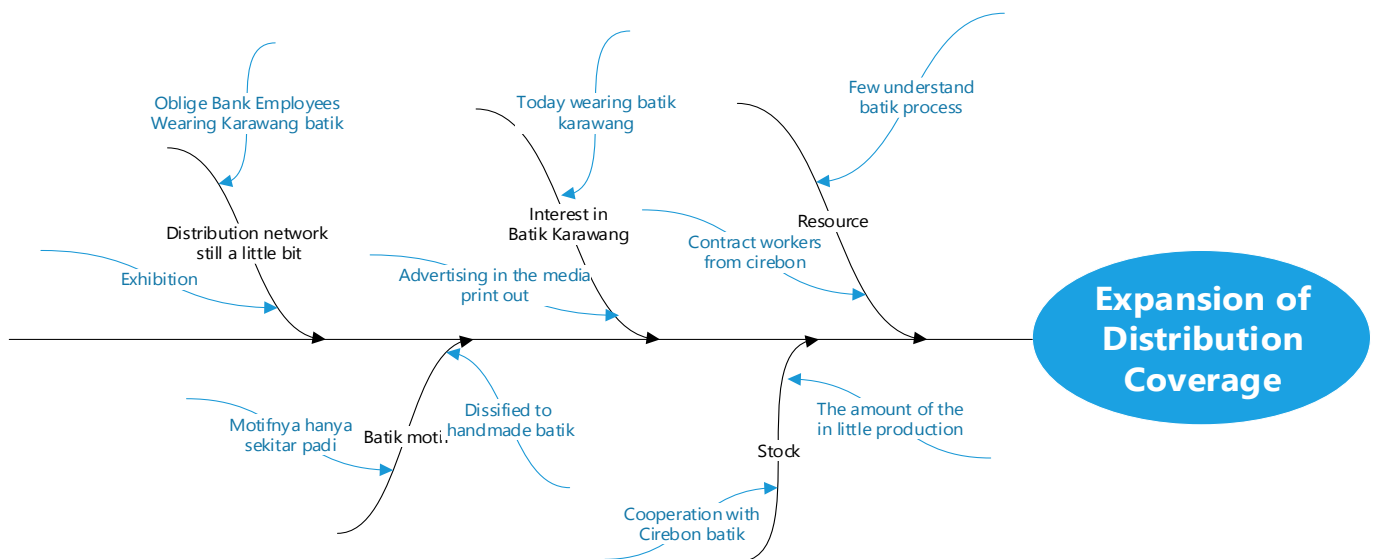 Oblige Bank Employees
Wearing Karawang batik
Today wearing batik
karawang
Few understand
batik process
Distribution network
still a little bit
Interest in
Batik Karawang
Resource
Exhibition
Advertising in the media
print out
Contract workers
from cirebon
Expansion of
Distribution
Coverage
Motifnya hanya
sekitar padi
Batik motif
Dissified to
handmade batik
Stock
The amount of the
in little production
Cooperation with
Cirebon batik